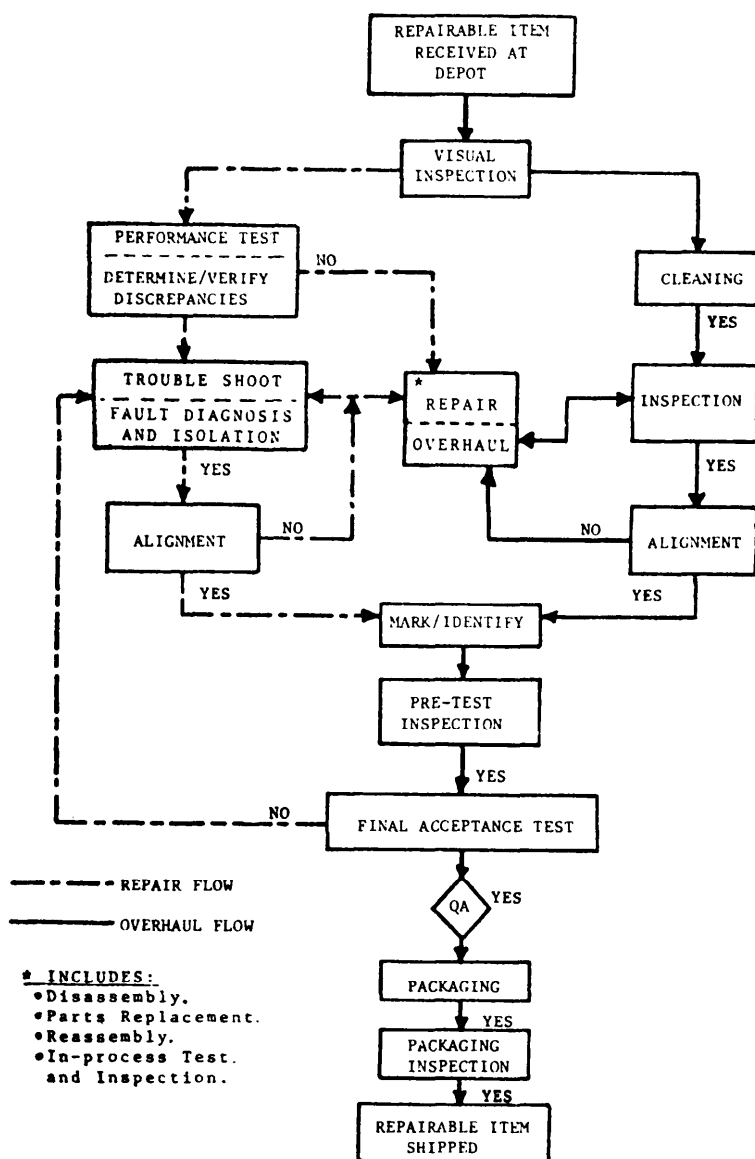 REPAIRABLE ITEM
RECEIVED AT
DEPOT
VISUAL
INSPECTION
PERFORMANCE TEST
DETERMINE/VERIFY
DISCREPANCIES
NO
CLEANING
YES
TROUBLE SHOOT
FAULT DIAGNOSIS
AND ISOLATION
* REPAIR
OVERHAUL
INSPECTION
YES
YES
ALIGNMENT
NO
NO
ALIGNMENT
YES
YES
MARK/IDENTIFY
PRE-TEST
INSPECTION
YES
NO
FINAL ACCEPTANCE TEST
REPAIR FLOW
OVERHAUL FLOW
QA
YES
* INCLUDES:
•Disassembly.
•Parts Replacement.
•Reassembly.
•In-process Test.
and Inspection.
PACKAGING
YES
PACKAGING
INSPECTION
YES
REPAIRABLE ITEM
SHIPPED